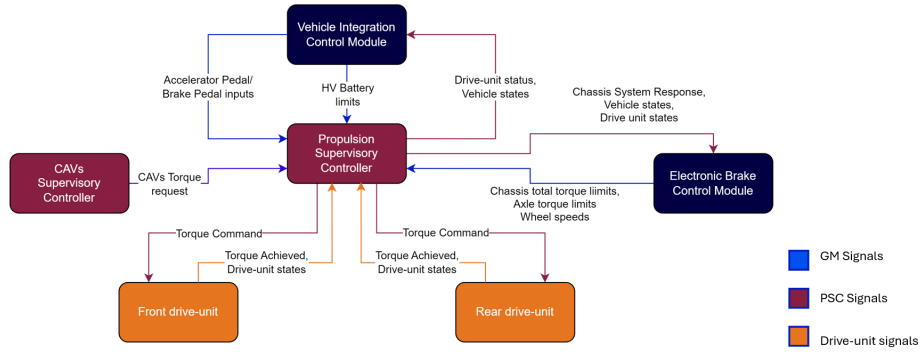 Vehicle Integration
Control Module
Accelerator Pedal/
Brake Pedal inputs
HV Battery
limits
Drive-unit status,
Vehicle states
Chassis System Response,
Vehicle states,
Drive unit states
Propulsion
Supervisory
Controller
CAVs
Supervisory
Controller
CAVs Torque
request
Electronic Brake
Control Module
Chassis total torque liimits,
Axle torque limits
Wheel speeds
Torque Command
Torque Achieved,
Drive-unit states
Torque Command
Torque Achieved,
Drive-unit states
Front drive-unit
Rear drive-unit
GM Signals
PSC Signals
Drive-unit signals